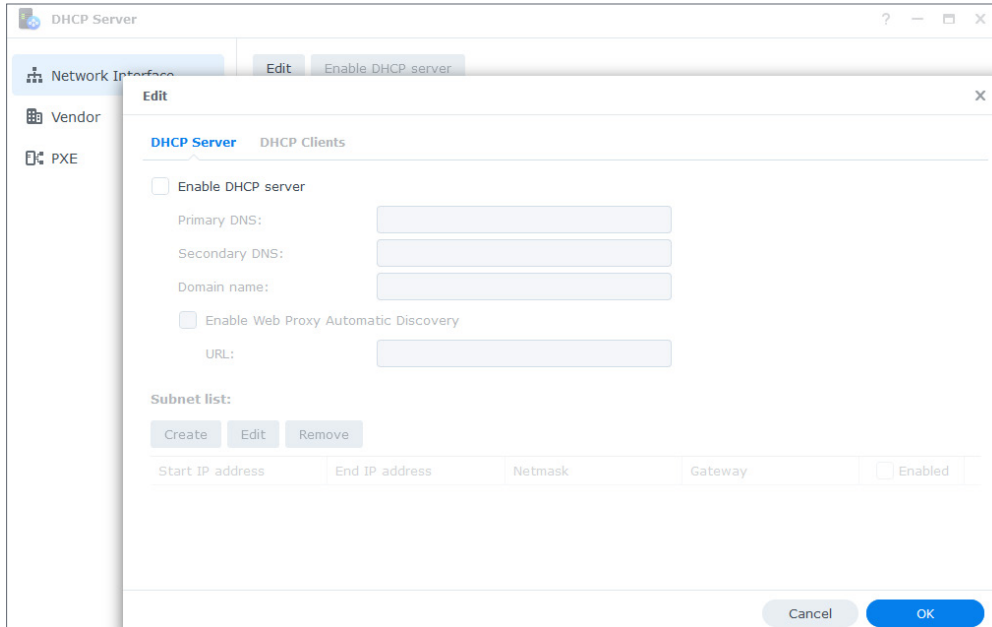 DHCP Server
?
Network Interface
Edit Enable DHCP server
Vendor
PXE
Edit
DHCP Server DHCP Clients
Enable DHCP server
Primary DNS:
Secondary DNS:
Domain name:
Enable Web Proxy Automatic Discovery
URL:
Subnet list:
Create Edit Remove
Start IP address End IP address Netmask Gateway Enabled
Cancel OK